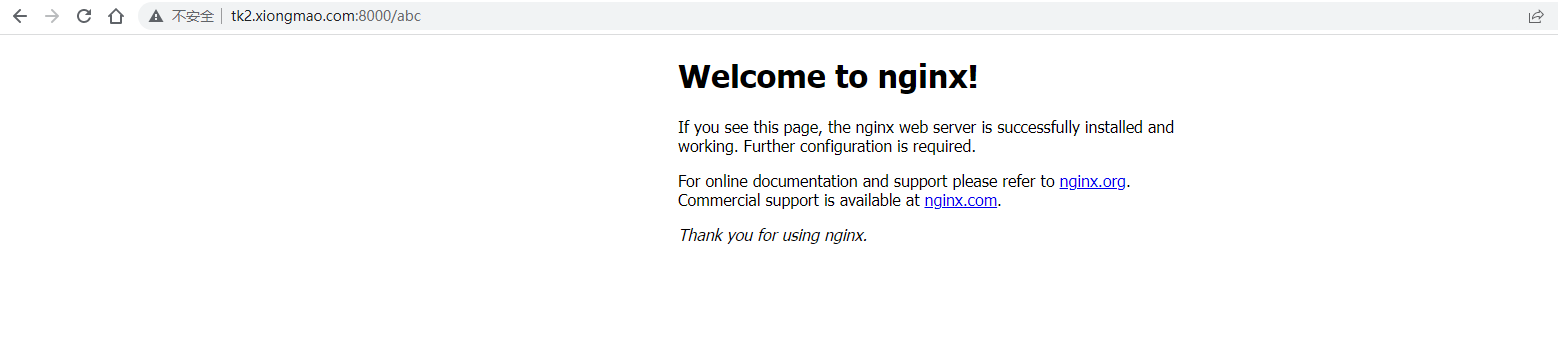 不安全 tk2.xiongmao.com:8000/abc
Welcome to nginx!
If you see this page, the nginx web server is successfully installed and
working. Further configuration is required.
For online documentation and support please refer to nginx.org.
Commercial support is available at nginx.com.
Thank you for using nginx.